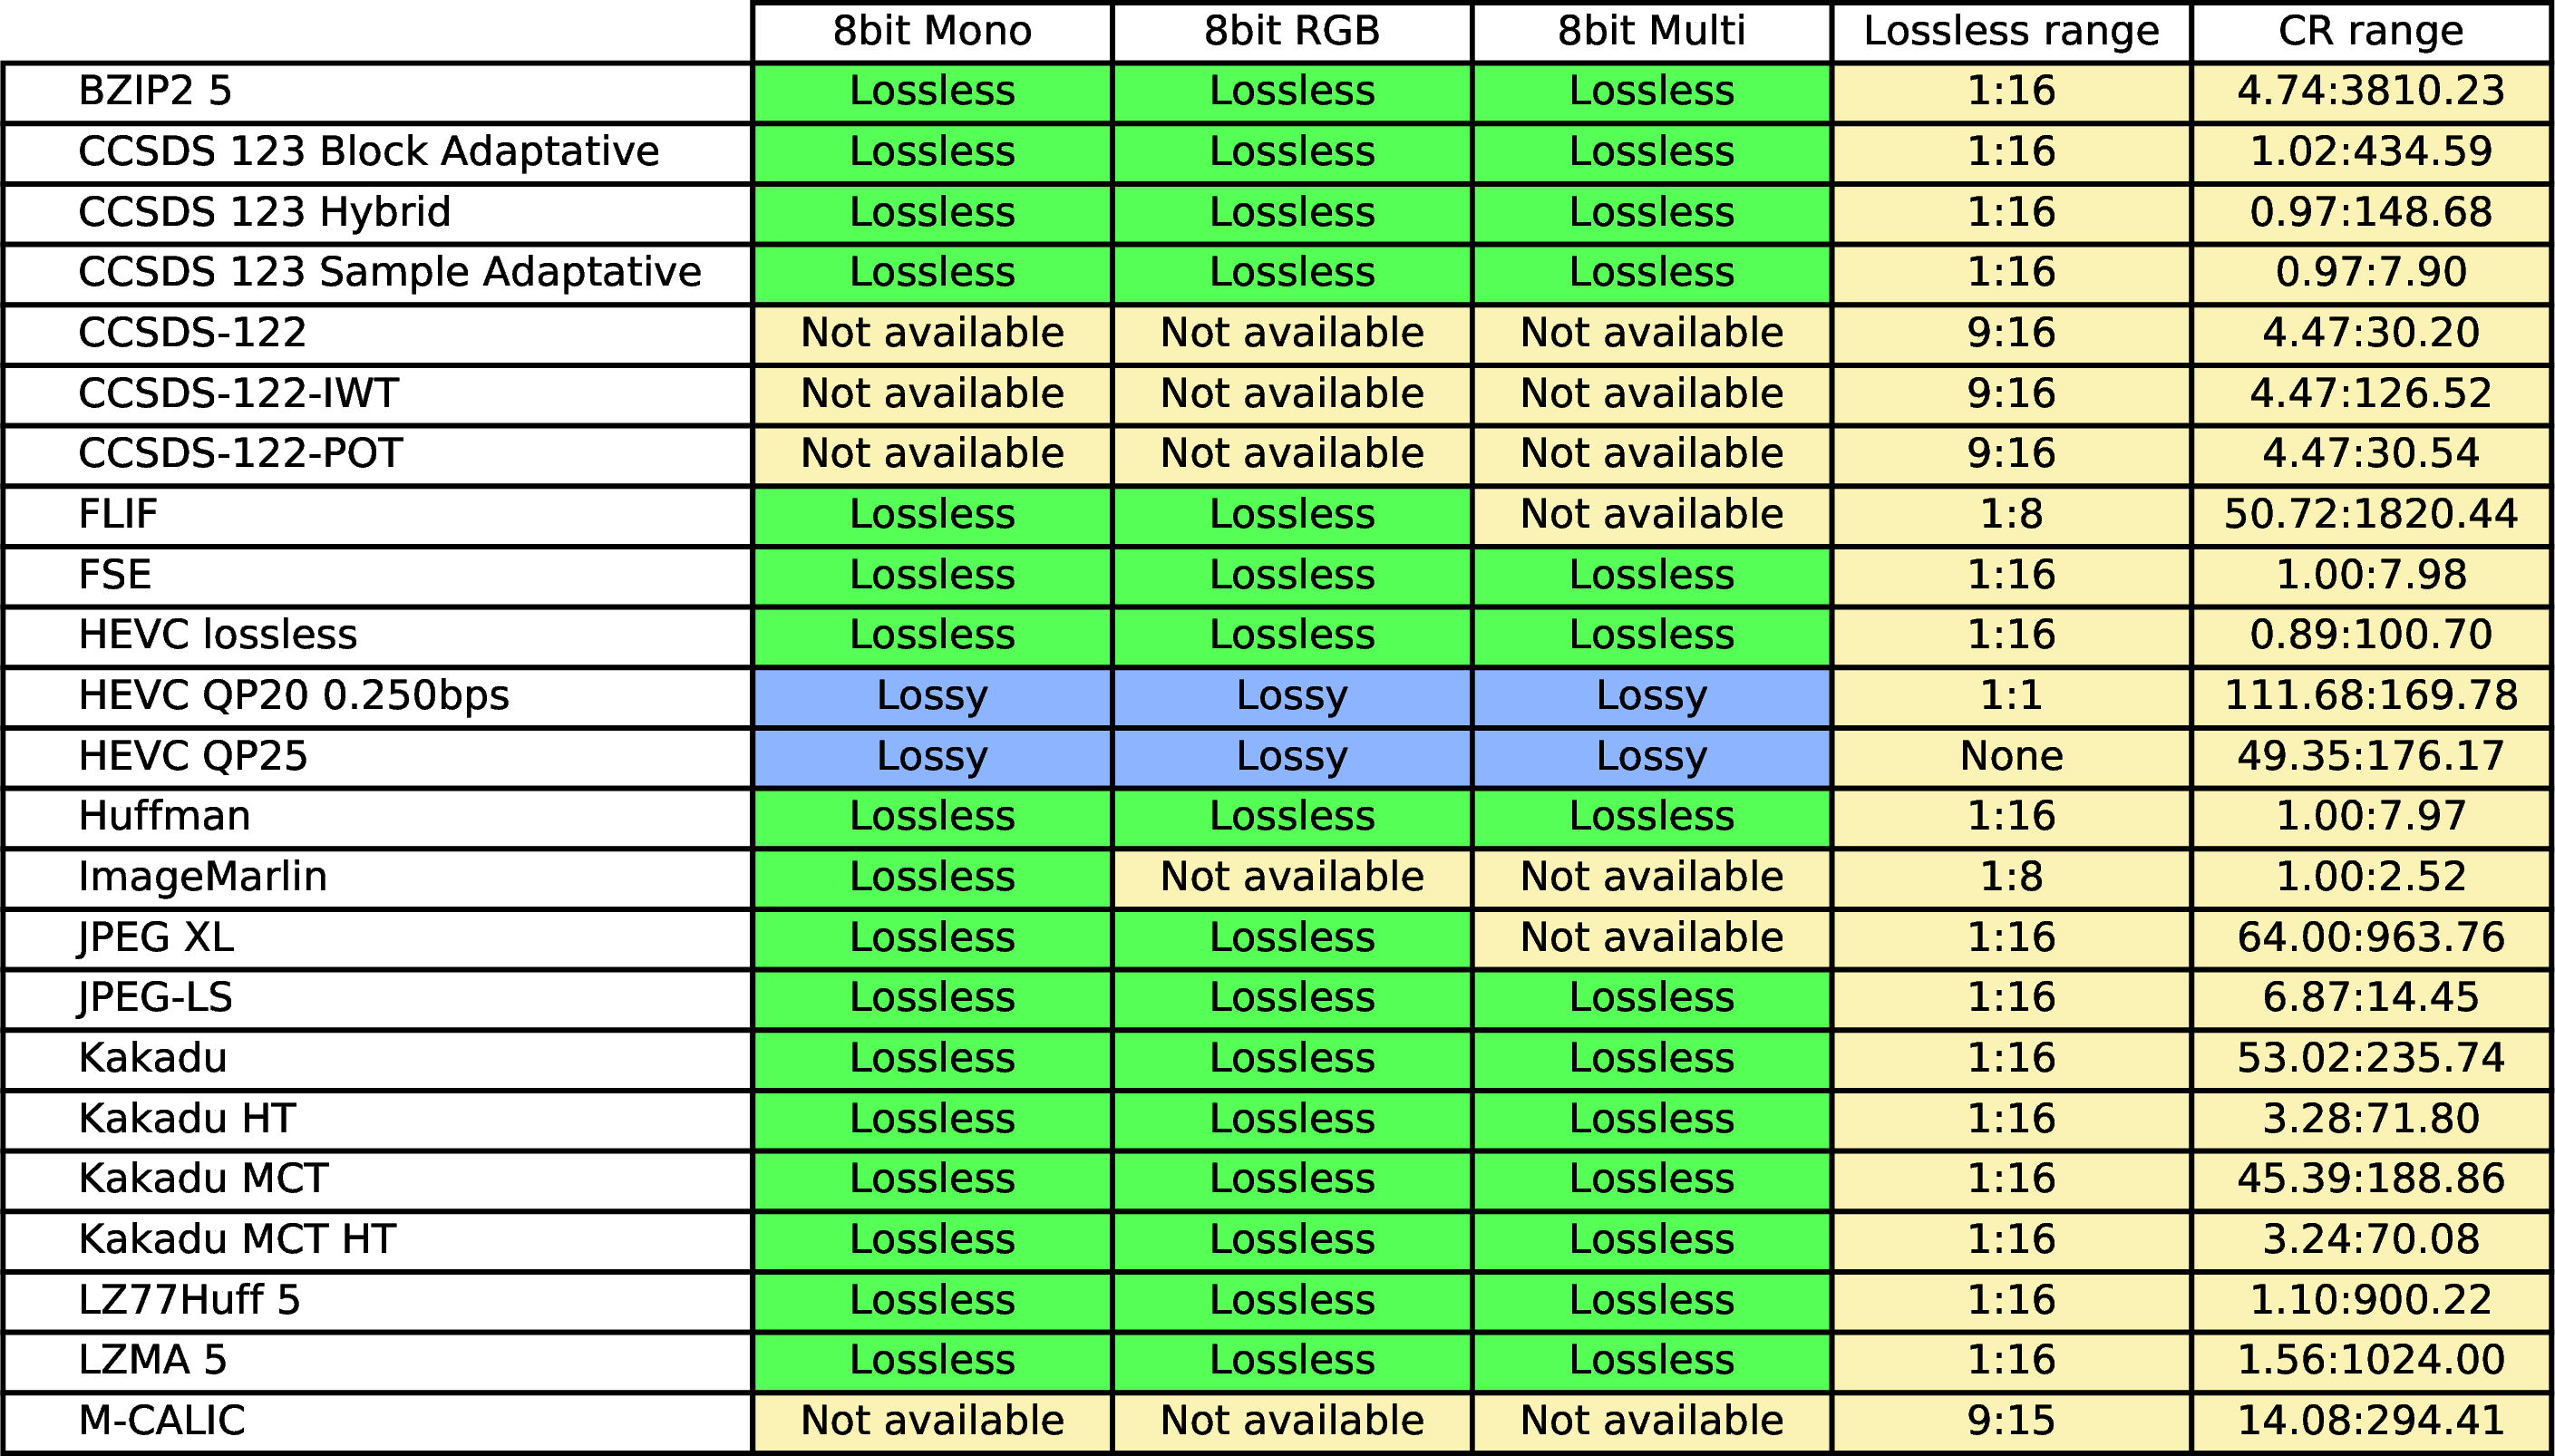 8bit Mono 8bit RGB 8bit Multi Lossless range CR range
BZIP2 5 Lossless Lossless Lossless 1:16 4.74:3810.23
CCSDS 123 Block Adaptative Lossless Lossless Lossless 1:16 1.02:434.59
CCSDS 123 Hybrid Lossless Lossless Lossless 1:16 0.97:148.68
CCSDS 123 Sample Adaptative Lossless Lossless Lossless 1:16 0.97:7.90
CCSDS-122 Not available Not available Not available 9:16 4.47:30.20
CCSDS-122-IWT Not available Not available Not available 9:16 4.47:126.52
CCSDS-122-POT Not available Not available Not available 9:16 4.47:30.54
FLIF Lossless Lossless Not available 1:8 50.72:1820.44
FSE Lossless Lossless Lossless 1:16 1.00:7.98
HEVC lossless Lossless Lossless Lossless 1:16 0.89:100.70
HEVC QP20 0.250bps Lossy Lossy Lossy 1:1 111.68:169.78
HEVC QP25 Lossy Lossy Lossy None 49.35:176.17
Huffman Lossless Lossless Lossless 1:16 1.00:7.97
ImageMarlin Lossless Not available Not available 1:8 1.00:2.52
JPEG XL Lossless Lossless Not available 1:16 64.00:963.76
JPEG-LS Lossless Lossless Lossless 1:16 6.87:14.45
Kakadu Lossless Lossless Lossless 1:16 53.02:235.74
Kakadu HT Lossless Lossless Lossless 1:16 3.28:71.80
Kakadu MCT Lossless Lossless Lossless 1:16 45.39:188.86
Kakadu MCT HT Lossless Lossless Lossless 1:16 3.24:70.08
LZ77Huff 5 Lossless Lossless Lossless 1:16 1.10:900.22
LZMA 5 Lossless Lossless Lossless 1:16 1.56:1024.00
M-CALIC Not available Not available Not available 9:15 14.08:294.41